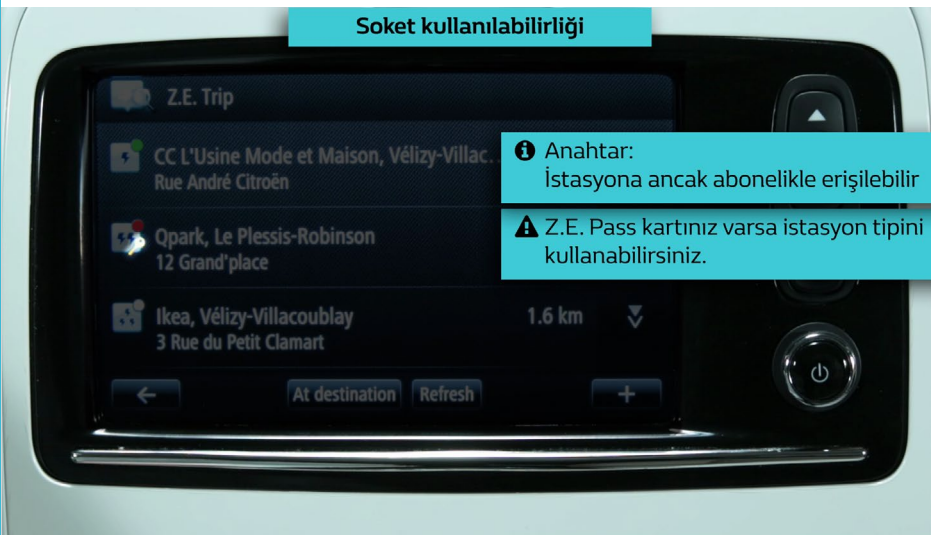 Soket kullanılabilirliği
Z.E. Trip
CC L'Usine Mode et Maison, Vélizy-Villac...
Rue André Citroën
Anahtar:
İstasyona ancak abonelikle erişilebilir
Z.E. Pass kartınız varsa istasyon tipini
kullanabilirsiniz.
Qpark, Le Plessis-Robinson
12 Grand'place
Ikea, Vélizy-Villacoublay 1.6 km
3 Rue du Petit Clamart
At destination Refresh